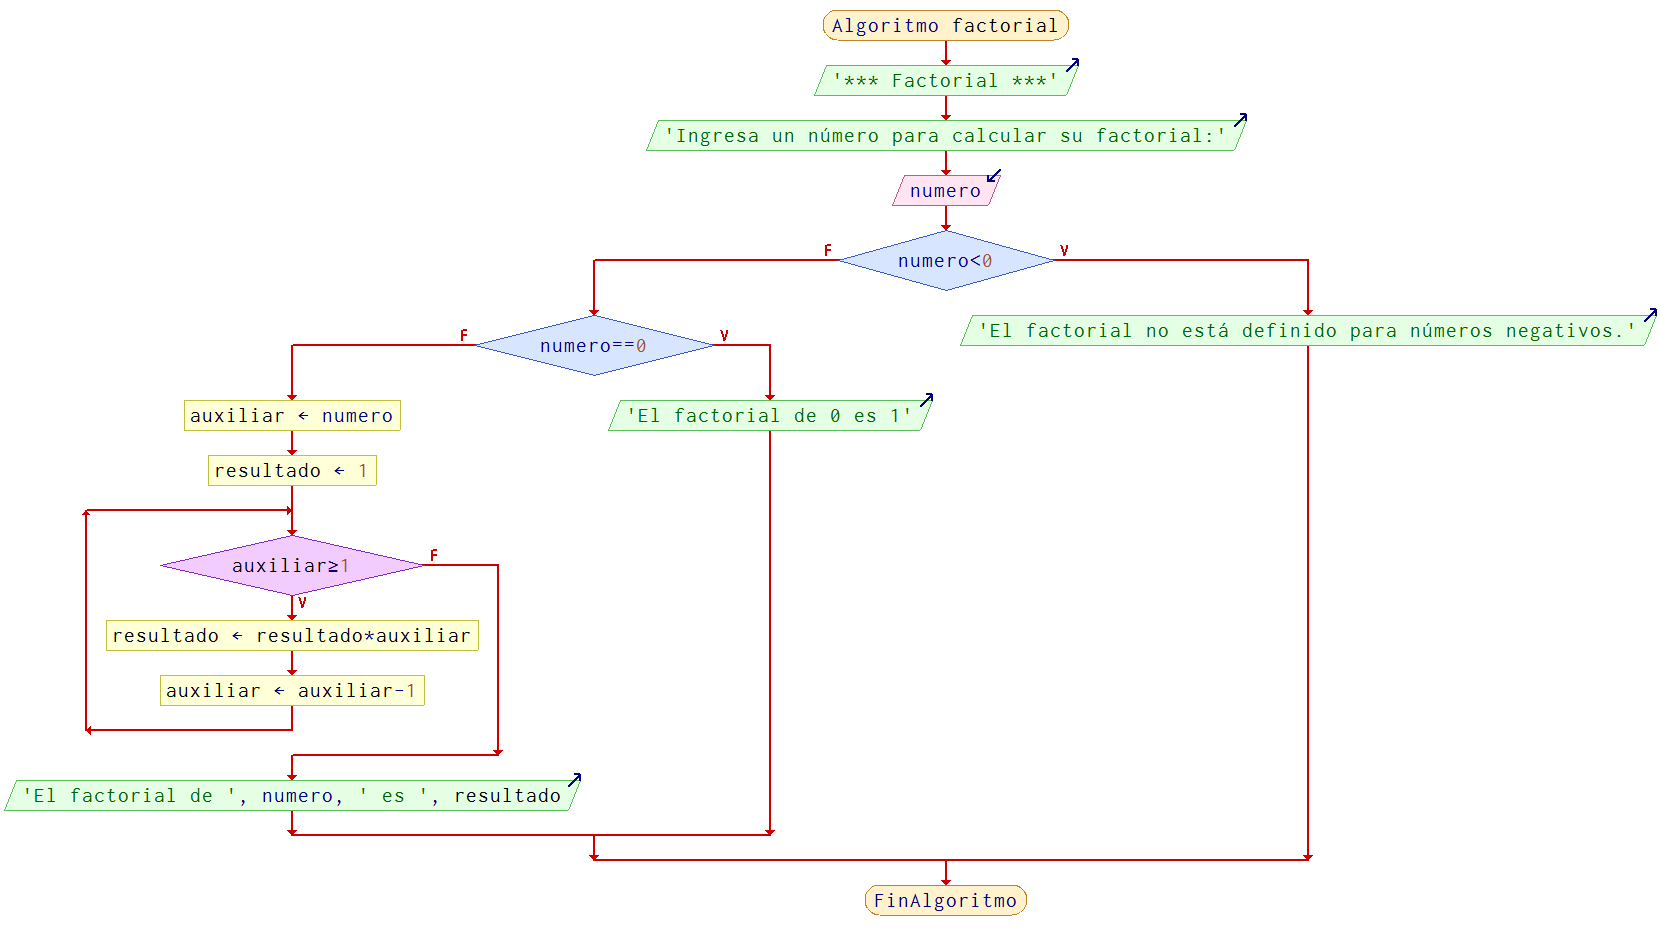 Algoritmo factorial
'*** Factorial ***'
'Ingresa un número para calcular su factorial:'
numero
numero<0
F
V
numero==0
F
V
'El factorial no está definido para números negativos.'
auxiliar ← numero
'El factorial de 0 es 1'
resultado ← 1
auxiliar≥1
F
V
resultado ← resultado*auxiliar
auxiliar ← auxiliar-1
'El factorial de ', numero, ' es ', resultado
FinAlgoritmo